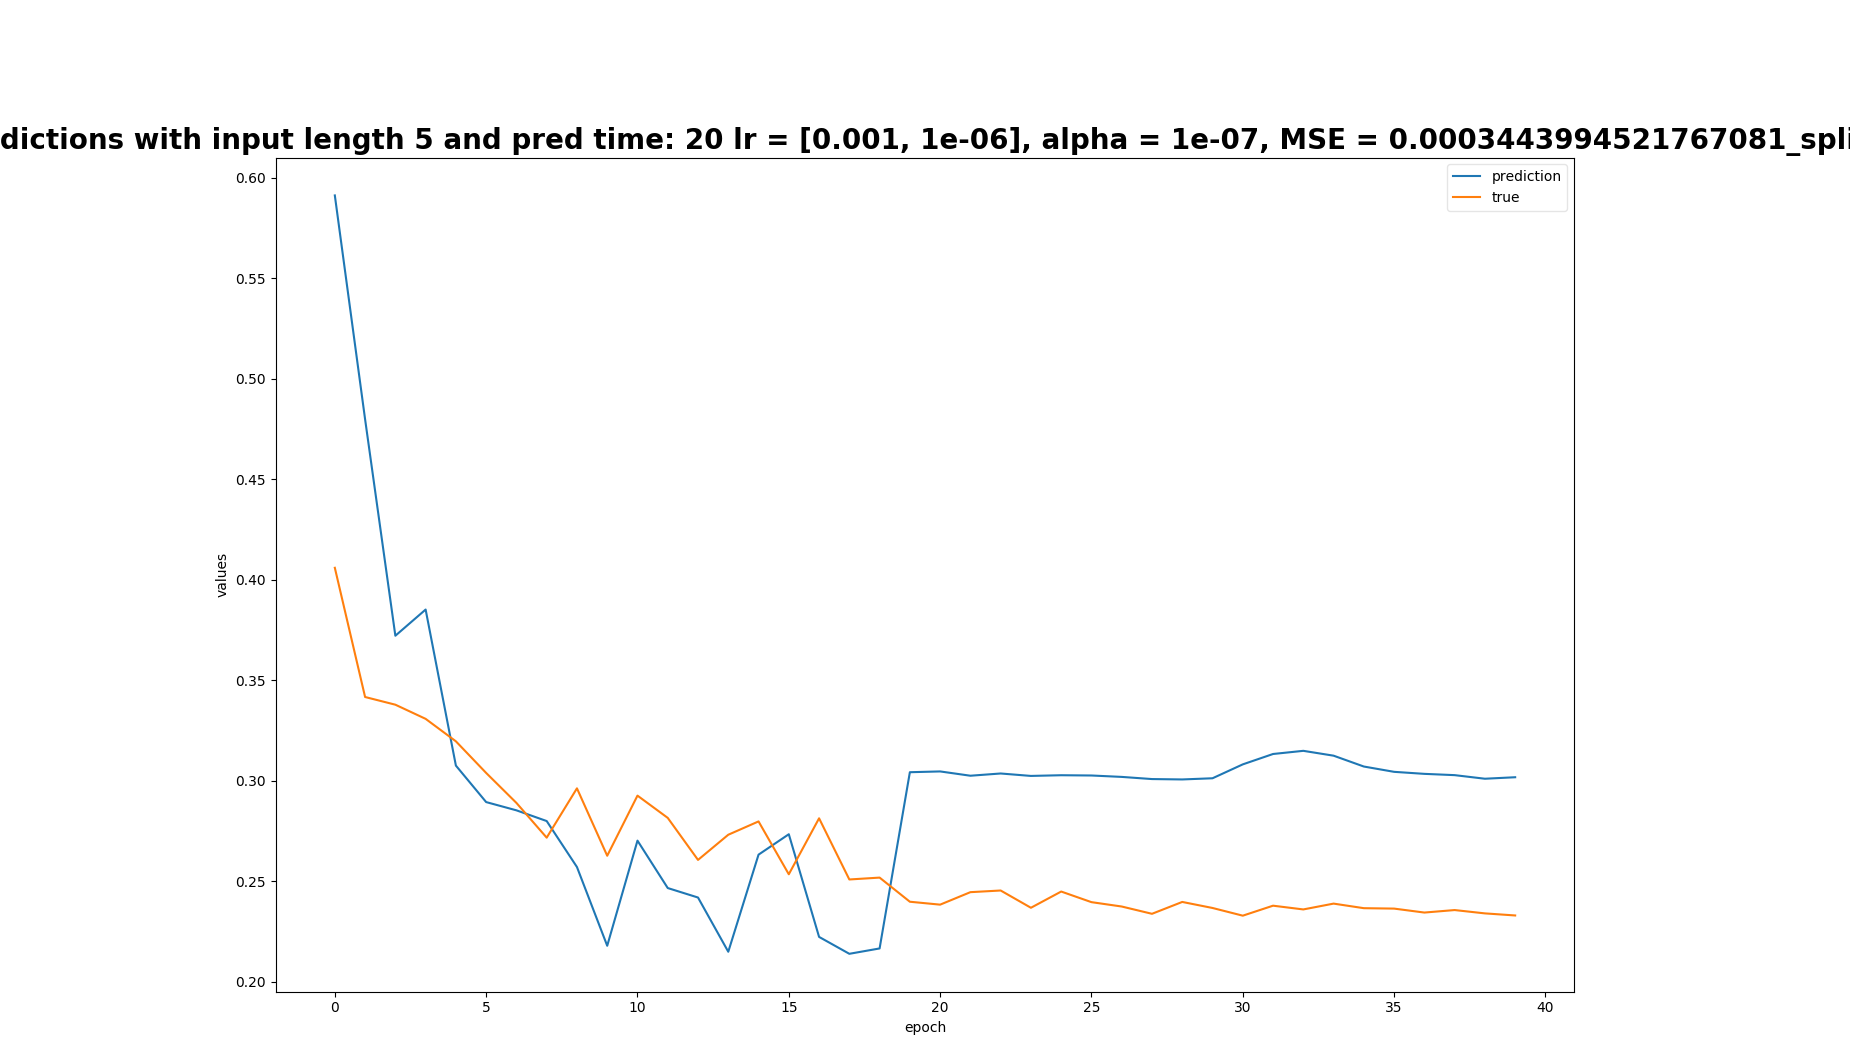 dictions with input length 5 and pred time: 20 lr = [0.001, 1e-06], alpha = 1e-07, MSE = 0.0003443994521767081_spli
prediction
true
0.60
0.55
0.50
0.45
0.40
0.35
0.30
0.25
0.20
values
0 5 10 15 20 25 30 35 40
epoch